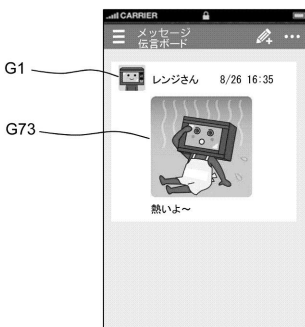 CARRIER
メッセージ
伝言ボード
G1
レンジさん 8/26 16:35
G73
熱いよ～